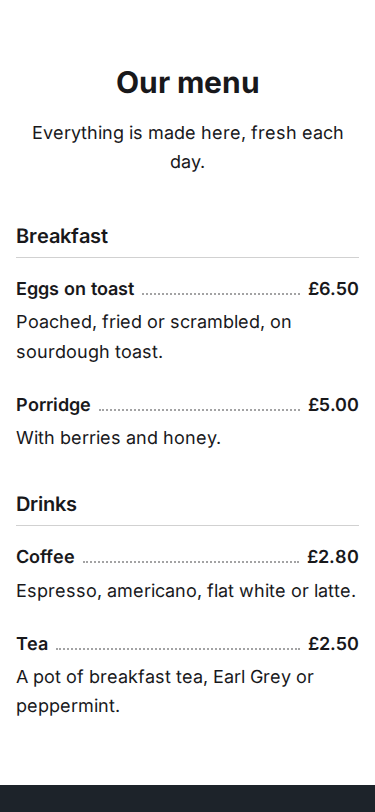 Our menu
Everything is made here, fresh each
day.
Breakfast
Eggs on toast £6.50
Poached, fried or scrambled, on
sourdough toast.
Porridge £5.00
With berries and honey.
Drinks
Coffee £2.80
Espresso, americano, flat white or latte.
Tea £2.50
A pot of breakfast tea, Earl Grey or
peppermint.